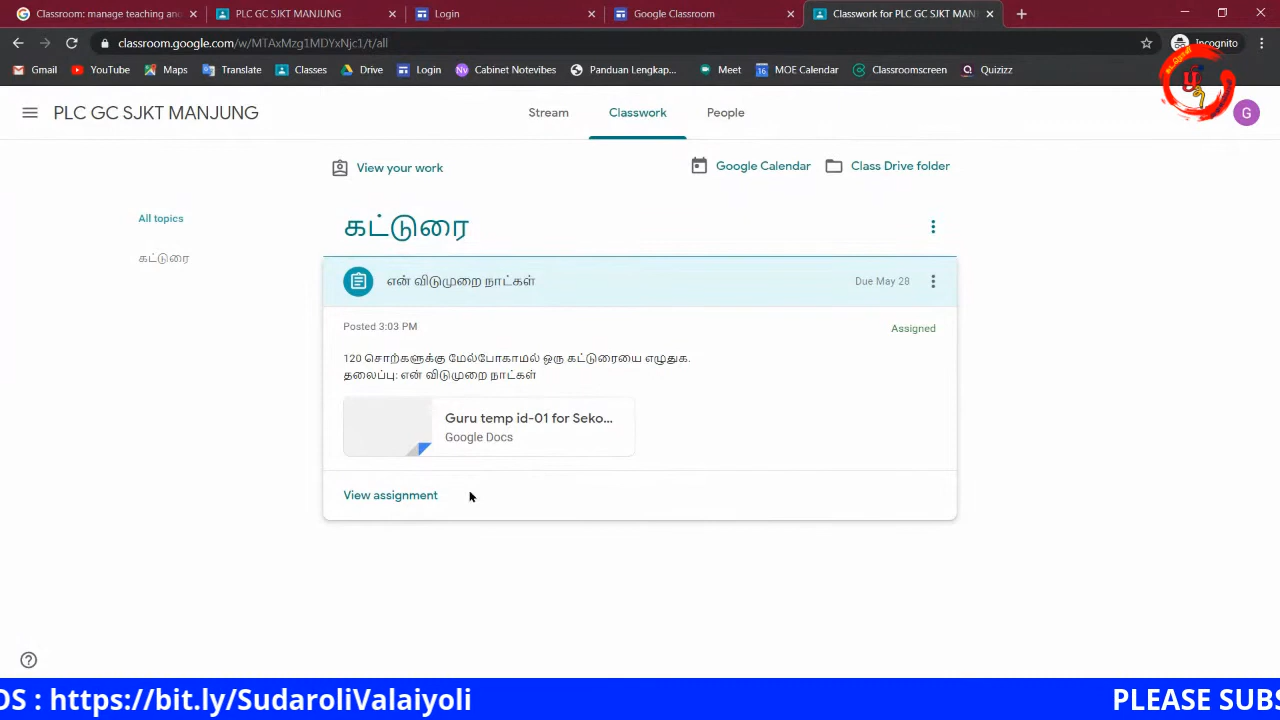 Classroom: manage teaching an
PLC GC SJKT MANJUNG
Login
Google Classroom
Classwork for PLC GC SJKT MAN
classroom.google.com/w/MTAxMzg1MDYxNjc1/t/all
Incognito
Gmail YouTube Maps Translate Classes Drive Login Cabinet Notevibes Panduan Lengkap... Meet MOE Calendar Classroomscreen Quizizz
PLC GC SJKT MANJUNG
Stream Classwork People
G
View your work
Google Calendar
Class Drive folder
All topics
கட்டுரை
கட்டுரை
என் விடுமுறை நாட்கள்
Due May 28
Posted 3:03 PM
Assigned
120 சொற்களுக்கு மேல்போகாமல் ஒரு கட்டுரையை எழுதுக.
தலைப்பு: என் விடுமுறை நாட்கள்
Guru temp id-01 for Seko...
Google Docs
View assignment
OS : https://bit.ly/SudaroliValaiyoli
PLEASE SUBS